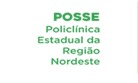 POSSE
Policlínica
Estadual da
Região
Nordeste